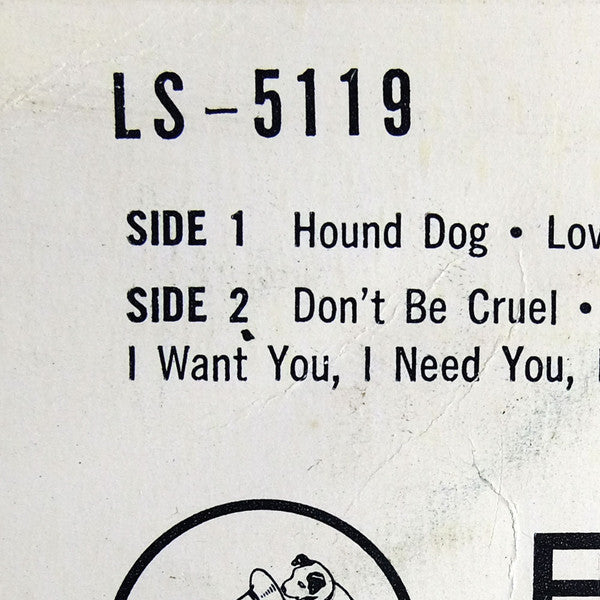 LS-5119
SIDE 1 Hound Dog • Lov
SIDE 2 Don't Be Cruel •
I Want You, I Need You,